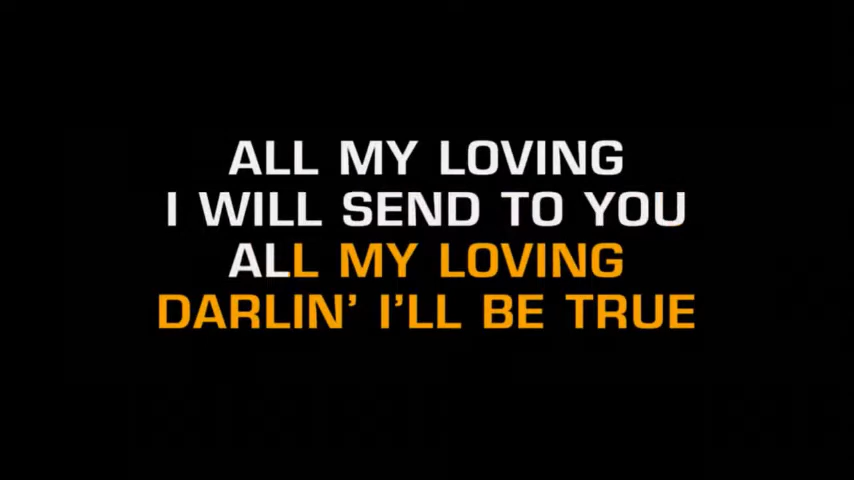 ALL MY LOVING
I WILL SEND TO YOU
ALL MY LOVING
DARLIN’ I’LL BE TRUE